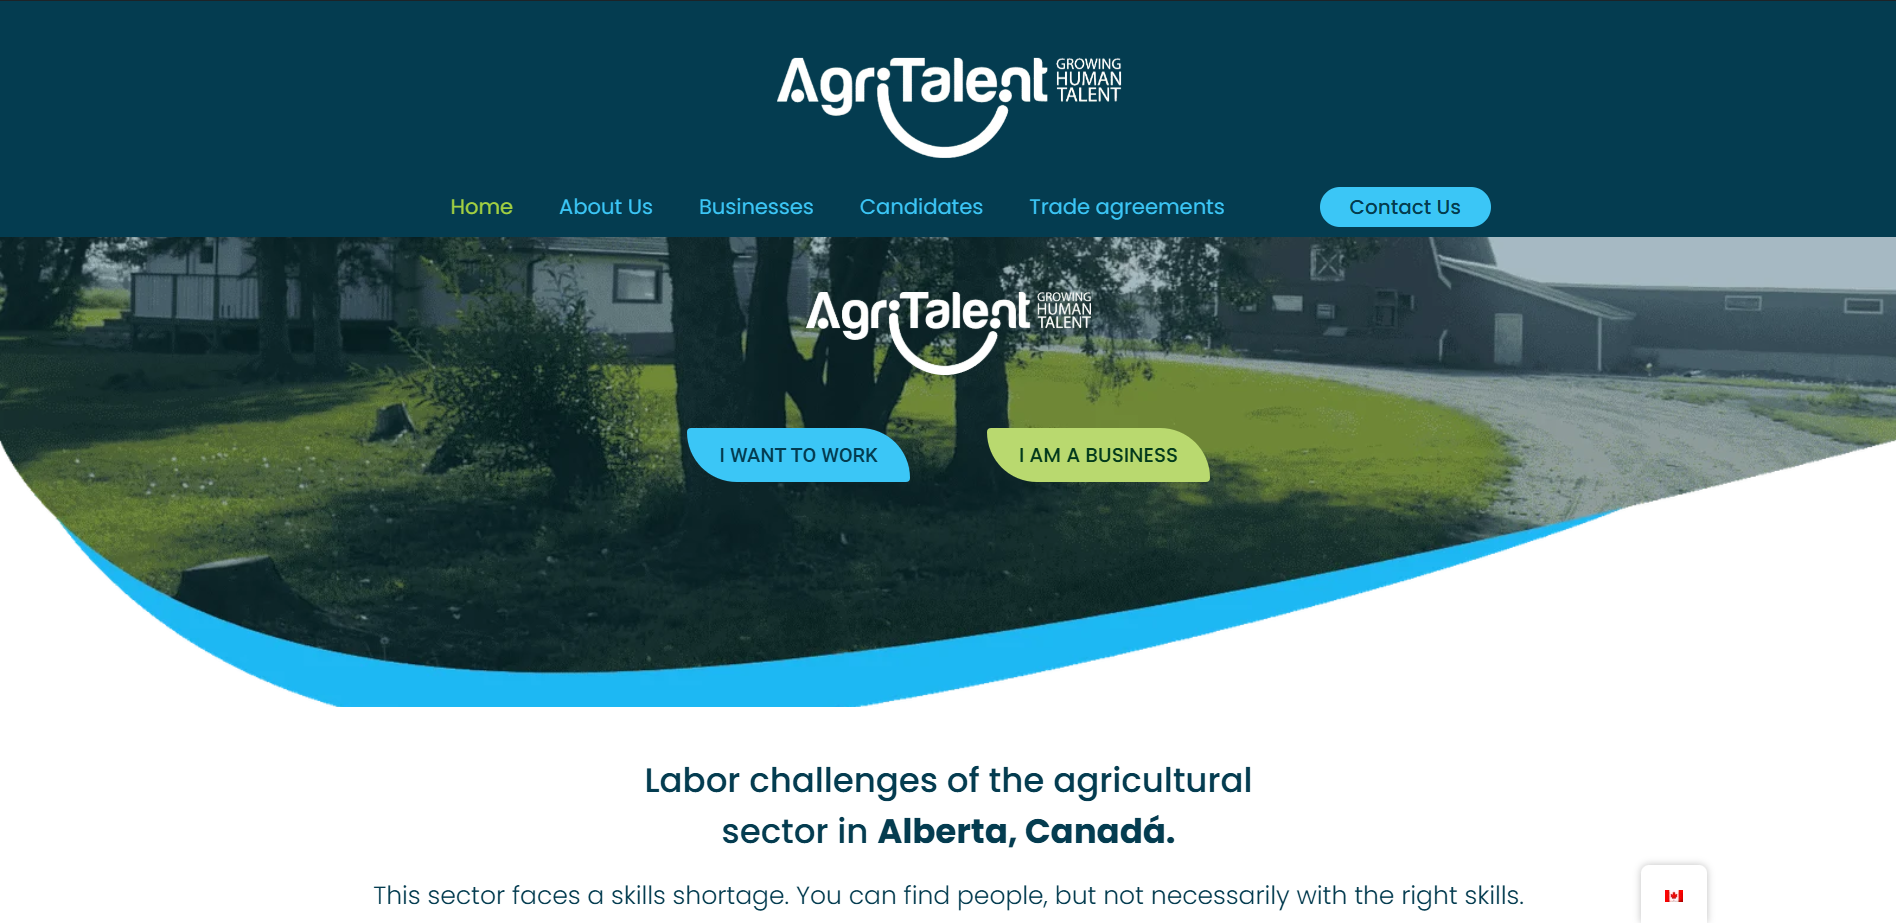 AgriTalent GROWING
HUMAN
TALENT
Home About Us Businesses Candidates Trade agreements Contact Us
AgriTalent GROWING
HUMAN
TALENT
I WANT TO WORK I AM A BUSINESS
Labor challenges of the agricultural
sector in Alberta, Canadá.
This sector faces a skills shortage. You can find people, but not necessarily with the right skills.